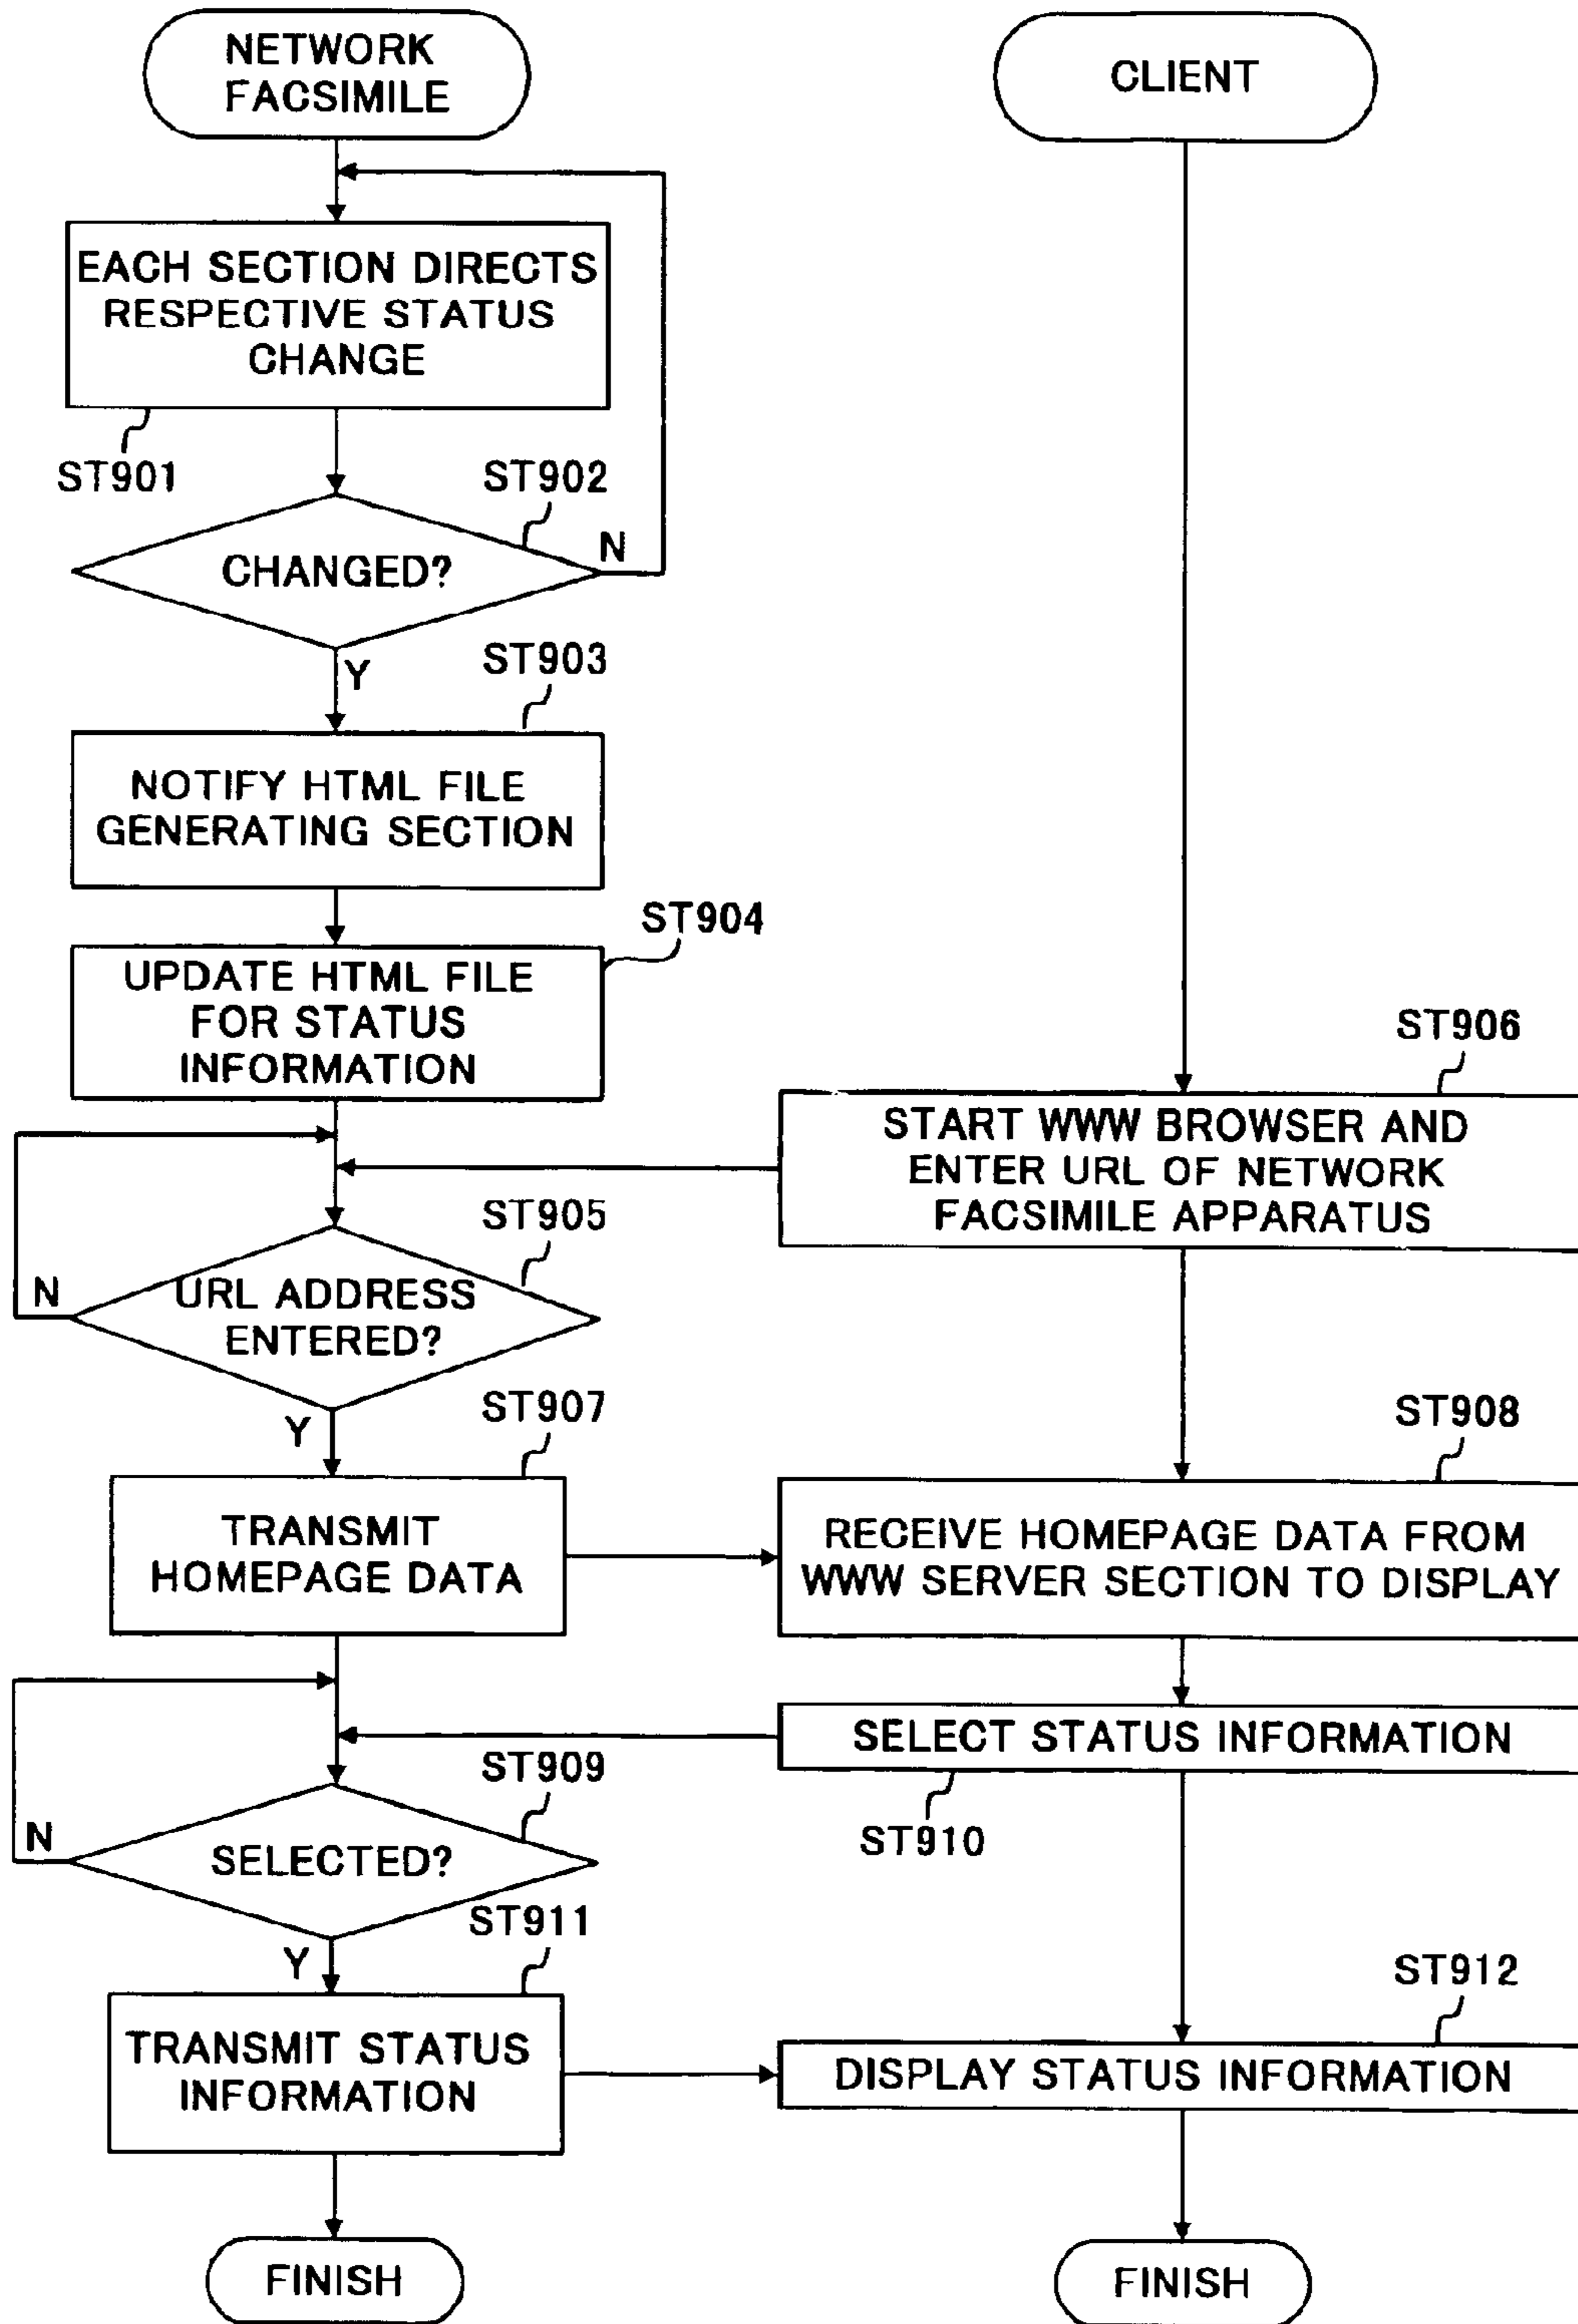 NETWORK
FACSIMILE
CLIENT
EACH SECTION DIRECTS
RESPECTIVE STATUS
CHANGE
ST901
ST902
CHANGED?
N
Y
ST903
NOTIFY HTML FILE
GENERATING SECTION
ST904
UPDATE HTML FILE
FOR STATUS
INFORMATION
ST906
START WWW BROWSER AND
ENTER URL OF NETWORK
FACSIMILE APPARATUS
ST905
N
URL ADDRESS
ENTERED?
Y
ST907
ST908
TRANSMIT
HOMEPAGE DATA
RECEIVE HOMEPAGE DATA FROM
WWW SERVER SECTION TO DISPLAY
SELECT STATUS INFORMATION
ST909
ST910
N
SELECTED?
Y
ST911
ST912
TRANSMIT STATUS
INFORMATION
DISPLAY STATUS INFORMATION
FINISH
FINISH